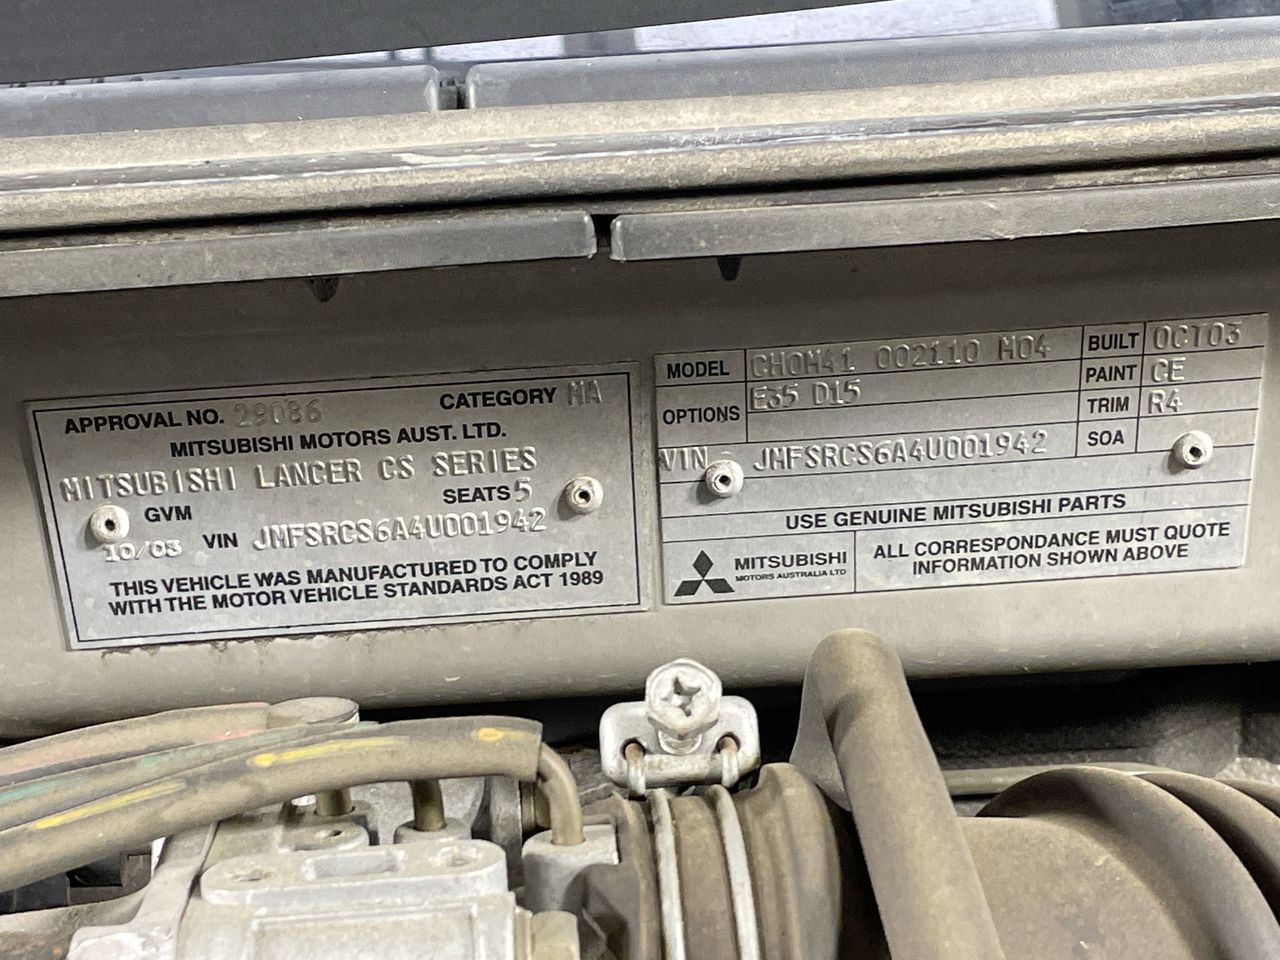 APPROVAL NO. 29086 CATEGORY MA
MITSUBISHI MOTORS AUST. LTD.
MITSUBISHI LANCER CS SERIES
SEATS 5
GVM
10/03 VIN JMFSRCS6A4U001942
THIS VEHICLE WAS MANUFACTURED TO COMPLY
WITH THE MOTOR VEHICLE STANDARDS ACT 1989
MODEL CHOM41 002110 M04 BUILT OCT03
OPTIONS E35 D15 PAINT CE
TRIM R4
VIN - JMFSRCS6A4U001942 SOA
USE GENUINE MITSUBISHI PARTS
MITSUBISHI
MOTORS AUSTRALIA LTD
ALL CORRESPONDANCE MUST QUOTE
INFORMATION SHOWN ABOVE